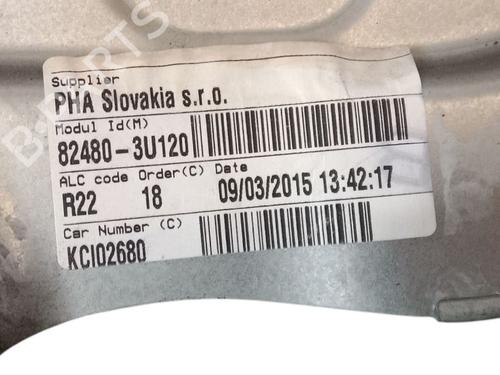 Supplier
PHA Slovakia s.r.o.
Modul Id(M)
82480-3U120
ALC code Order(C) Date
R22 18 09/03/2015 13:42:17
Car Number (C)
KCI02680
B-PARTS